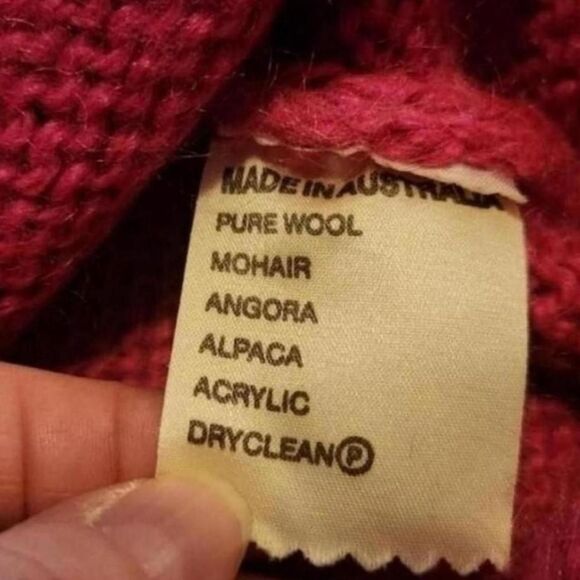 MADE IN AUSTRALIA
PURE WOOL
MOHAIR
ANGORA
ALPACA
ACRYLIC
DRYCLEAN Ⓟ